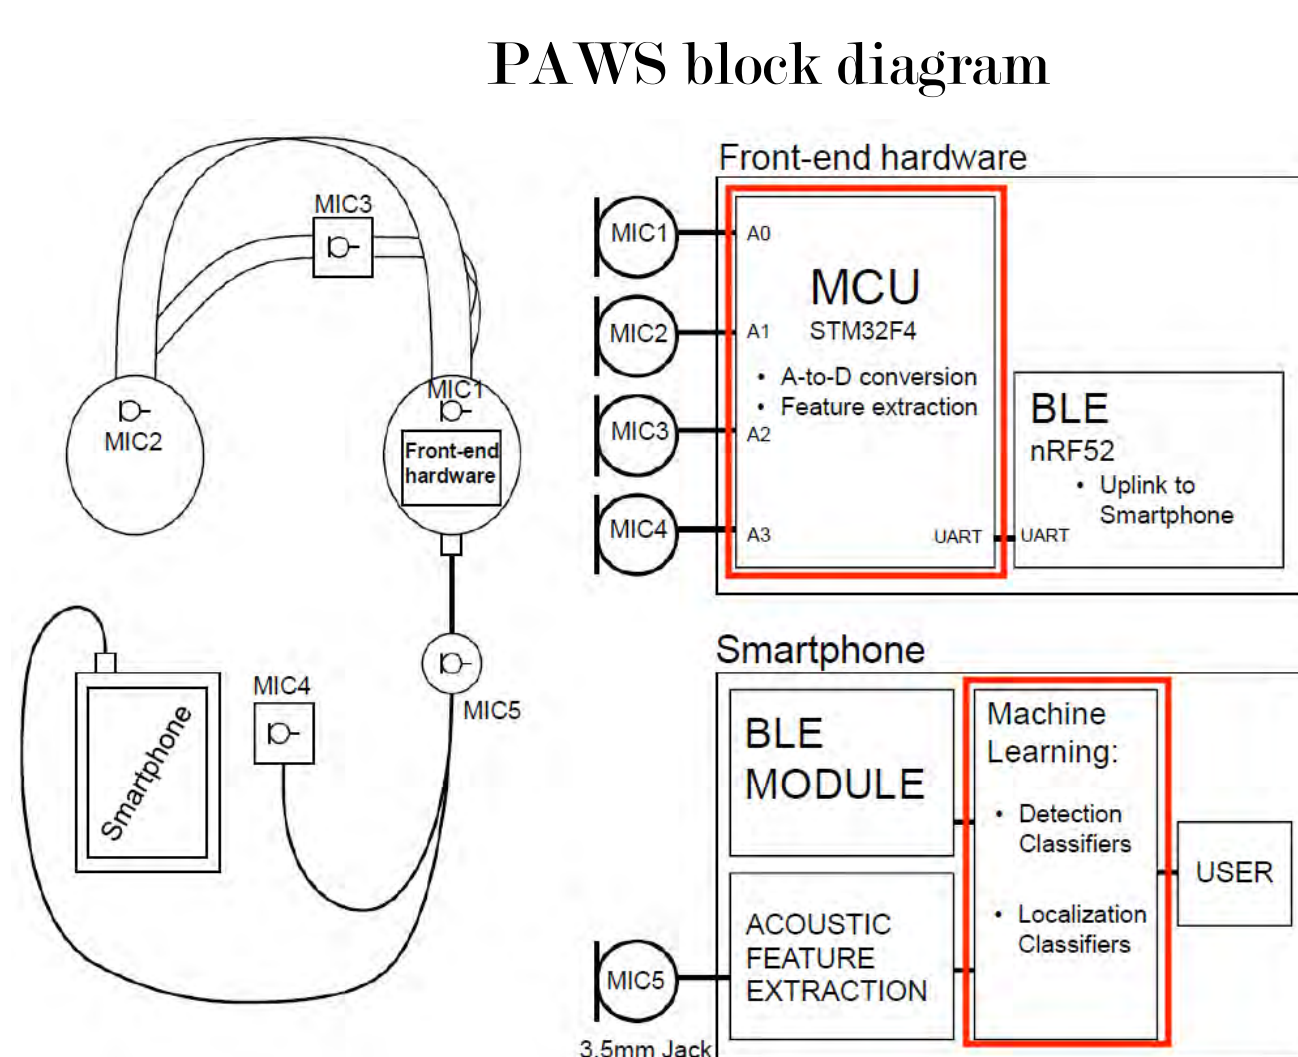 PAWS block diagram
MIC3
MIC2
MIC1
Front-end
hardware
Smartphone
MIC4
MIC5
Front-end hardware
MIC1
A0
MCU
STM32F4
MIC2
A1
• A-to-D conversion
• Feature extraction
MIC3
A2
MIC4
A3
UART
BLE
nRF52
• Uplink to
Smartphone
UART
Smartphone
BLE
MODULE
Machine
Learning:
• Detection
Classifiers
• Localization
Classifiers
USER
ACOUSTIC
FEATURE
EXTRACTION
MIC5
3.5mm Jack